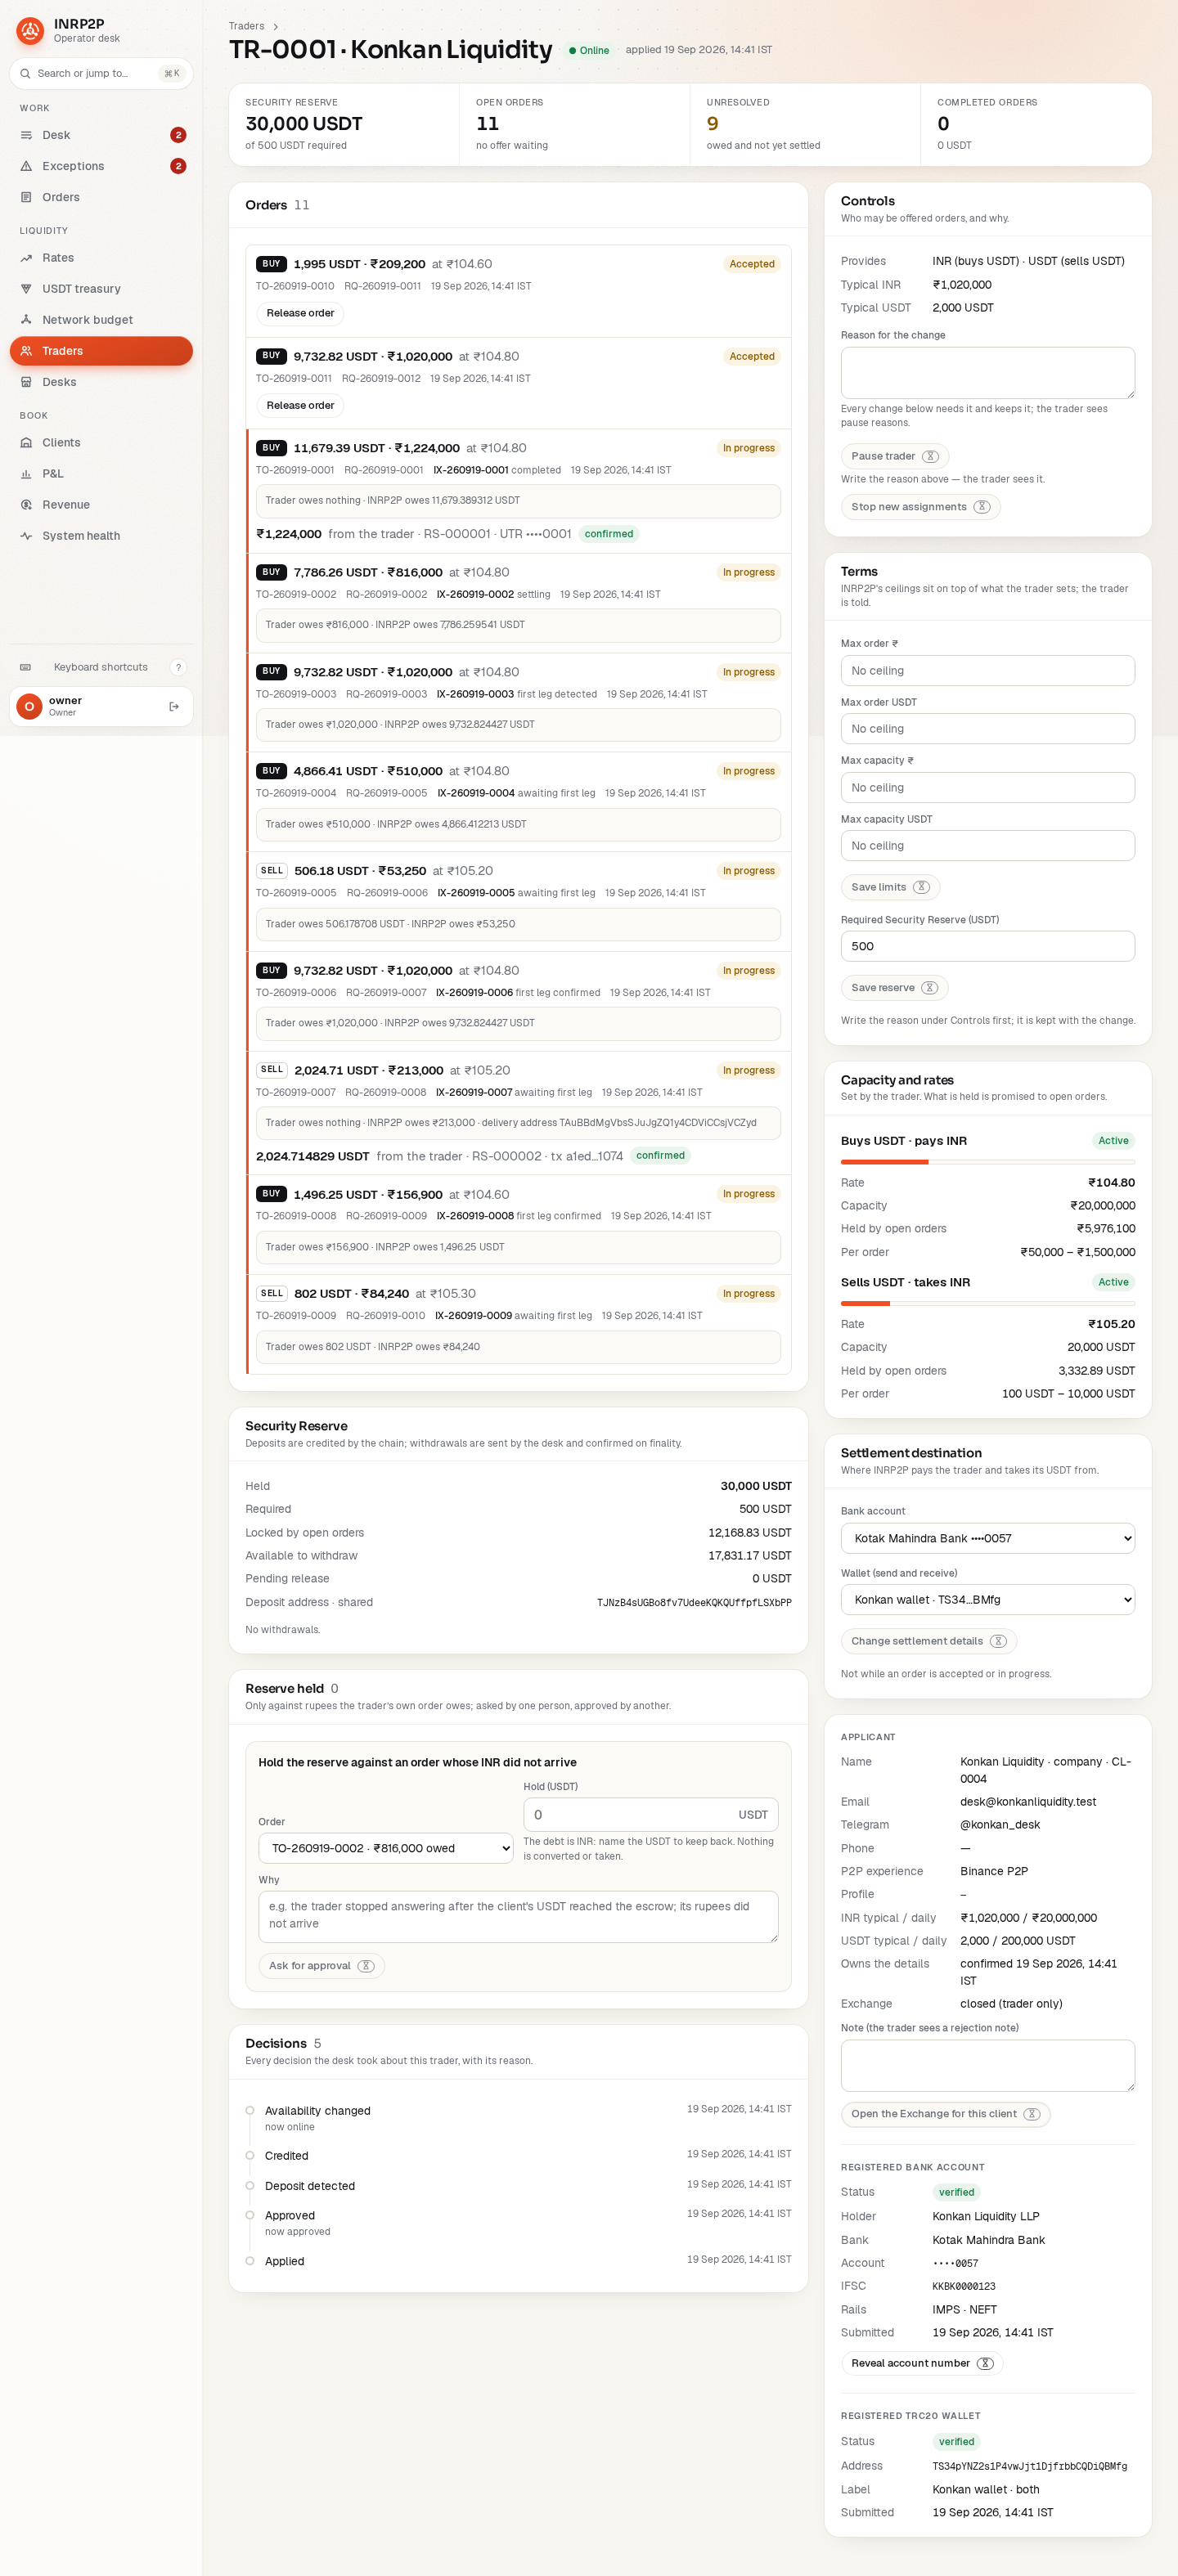 INRP2P
Operator desk
Search or jump to... ⌘K
WORK
Desk 2
Exceptions 2
Orders
LIQUIDITY
Rates
USDT treasury
Network budget
Traders
Desks
BOOK
Clients
P&L
Revenue
System health
Keyboard shortcuts ?
O owner
Owner
Traders >
TR-0001 · Konkan Liquidity Online applied 19 Sep 2026, 14:41 IST
SECURITY RESERVE
30,000 USDT
of 500 USDT required
OPEN ORDERS
11
no offer waiting
UNRESOLVED
9
owed and not yet settled
COMPLETED ORDERS
0
0 USDT
Orders 11
BUY 1,995 USDT · ₹209,200 at ₹104.60 Accepted
TO-260919-0010 RQ-260919-0011 19 Sep 2026, 14:41 IST
Release order
BUY 9,732.82 USDT · ₹1,020,000 at ₹104.80 Accepted
TO-260919-0011 RQ-260919-0012 19 Sep 2026, 14:41 IST
Release order
BUY 11,679.39 USDT · ₹1,224,000 at ₹104.80 In progress
TO-260919-0001 RQ-260919-0001 IX-260919-0001 completed 19 Sep 2026, 14:41 IST
Trader owes nothing · INRP2P owes 11,679.389312 USDT
₹1,224,000 from the trader · RS-000001 · UTR ••••0001 confirmed
BUY 7,786.26 USDT · ₹816,000 at ₹104.80 In progress
TO-260919-0002 RQ-260919-0002 IX-260919-0002 settling 19 Sep 2026, 14:41 IST
Trader owes ₹816,000 · INRP2P owes 7,786.259541 USDT
BUY 9,732.82 USDT · ₹1,020,000 at ₹104.80 In progress
TO-260919-0003 RQ-260919-0003 IX-260919-0003 first leg detected 19 Sep 2026, 14:41 IST
Trader owes ₹1,020,000 · INRP2P owes 9,732.824427 USDT
BUY 4,866.41 USDT · ₹510,000 at ₹104.80 In progress
TO-260919-0004 RQ-260919-0005 IX-260919-0004 awaiting first leg 19 Sep 2026, 14:41 IST
Trader owes ₹510,000 · INRP2P owes 4,866.412213 USDT
SELL 506.18 USDT · ₹53,250 at ₹105.20 In progress
TO-260919-0005 RQ-260919-0006 IX-260919-0005 awaiting first leg 19 Sep 2026, 14:41 IST
Trader owes 506.178708 USDT · INRP2P owes ₹53,250
BUY 9,732.82 USDT · ₹1,020,000 at ₹104.80 In progress
TO-260919-0006 RQ-260919-0007 IX-260919-0006 first leg confirmed 19 Sep 2026, 14:41 IST
Trader owes ₹1,020,000 · INRP2P owes 9,732.824427 USDT
SELL 2,024.71 USDT · ₹213,000 at ₹105.20 In progress
TO-260919-0007 RQ-260919-0008 IX-260919-0007 awaiting first leg 19 Sep 2026, 14:41 IST
Trader owes nothing · INRP2P owes ₹213,000 · delivery address TAuBBdMgVbsSJuJgZQ1y4CDViCCsjVCZyd
2,024.714829 USDT from the trader · RS-000002 · tx a1ed…1074 confirmed
BUY 1,496.25 USDT · ₹156,900 at ₹104.60 In progress
TO-260919-0008 RQ-260919-0009 IX-260919-0008 first leg confirmed 19 Sep 2026, 14:41 IST
Trader owes ₹156,900 · INRP2P owes 1,496.25 USDT
SELL 802 USDT · ₹84,240 at ₹105.30 In progress
TO-260919-0009 RQ-260919-0010 IX-260919-0009 awaiting first leg 19 Sep 2026, 14:41 IST
Trader owes 802 USDT · INRP2P owes ₹84,240
Security Reserve
Deposits are credited by the chain; withdrawals are sent by the desk and confirmed on finality.
Held 30,000 USDT
Required 500 USDT
Locked by open orders 12,168.83 USDT
Available to withdraw 17,831.17 USDT
Pending release 0 USDT
Deposit address · shared TJNzB4sUGBo8fv7UdeeKQKQUffpfLSXbPP
No withdrawals.
Reserve held 0
Only against rupees the trader's own order owes; asked by one person, approved by another.
Hold the reserve against an order whose INR did not arrive
Order
TO-260919-0002 · ₹816,000 owed
Hold (USDT)
0 USDT
The debt is INR: name the USDT to keep back. Nothing
is converted or taken.
Why
e.g. the trader stopped answering after the client's USDT reached the escrow; its rupees did
not arrive
Ask for approval
Decisions 5
Every decision the desk took about this trader, with its reason.
Availability changed 19 Sep 2026, 14:41 IST
now online
Credited 19 Sep 2026, 14:41 IST
Deposit detected 19 Sep 2026, 14:41 IST
Approved 19 Sep 2026, 14:41 IST
now approved
Applied 19 Sep 2026, 14:41 IST
Controls
Who may be offered orders, and why.
Provides INR (buys USDT) · USDT (sells USDT)
Typical INR ₹1,020,000
Typical USDT 2,000 USDT
Reason for the change
Every change below needs it and keeps it; the trader sees
pause reasons.
Pause trader
Write the reason above — the trader sees it.
Stop new assignments
Terms
INRP2P's ceilings sit on top of what the trader sets; the trader
is told.
Max order ₹
No ceiling
Max order USDT
No ceiling
Max capacity ₹
No ceiling
Max capacity USDT
No ceiling
Save limits
Required Security Reserve (USDT)
500
Save reserve
Write the reason under Controls first; it is kept with the change.
Capacity and rates
Set by the trader. What is held is promised to open orders.
Buys USDT · pays INR Active
Rate ₹104.80
Capacity ₹20,000,000
Held by open orders ₹5,976,100
Per order ₹50,000 – ₹1,500,000
Sells USDT · takes INR Active
Rate ₹105.20
Capacity 20,000 USDT
Held by open orders 3,332.89 USDT
Per order 100 USDT – 10,000 USDT
Settlement destination
Where INRP2P pays the trader and takes its USDT from.
Bank account
Kotak Mahindra Bank ••••0057
Wallet (send and receive)
Konkan wallet · TS34…BMfg
Change settlement details
Not while an order is accepted or in progress.
APPLICANT
Name Konkan Liquidity · company · CL-
0004
Email desk@konkanliquidity.test
Telegram @konkan_desk
Phone —
P2P experience Binance P2P
Profile –
INR typical / daily ₹1,020,000 / ₹20,000,000
USDT typical / daily 2,000 / 200,000 USDT
Owns the details confirmed 19 Sep 2026, 14:41
IST
Exchange closed (trader only)
Note (the trader sees a rejection note)
Open the Exchange for this client
REGISTERED BANK ACCOUNT
Status verified
Holder Konkan Liquidity LLP
Bank Kotak Mahindra Bank
Account ••••0057
IFSC KKBK0000123
Rails IMPS · NEFT
Submitted 19 Sep 2026, 14:41 IST
Reveal account number
REGISTERED TRC20 WALLET
Status verified
Address TS34pYNZ2s1P4vwJjt1DjfrbbCQDiQBMfg
Label Konkan wallet · both
Submitted 19 Sep 2026, 14:41 IST